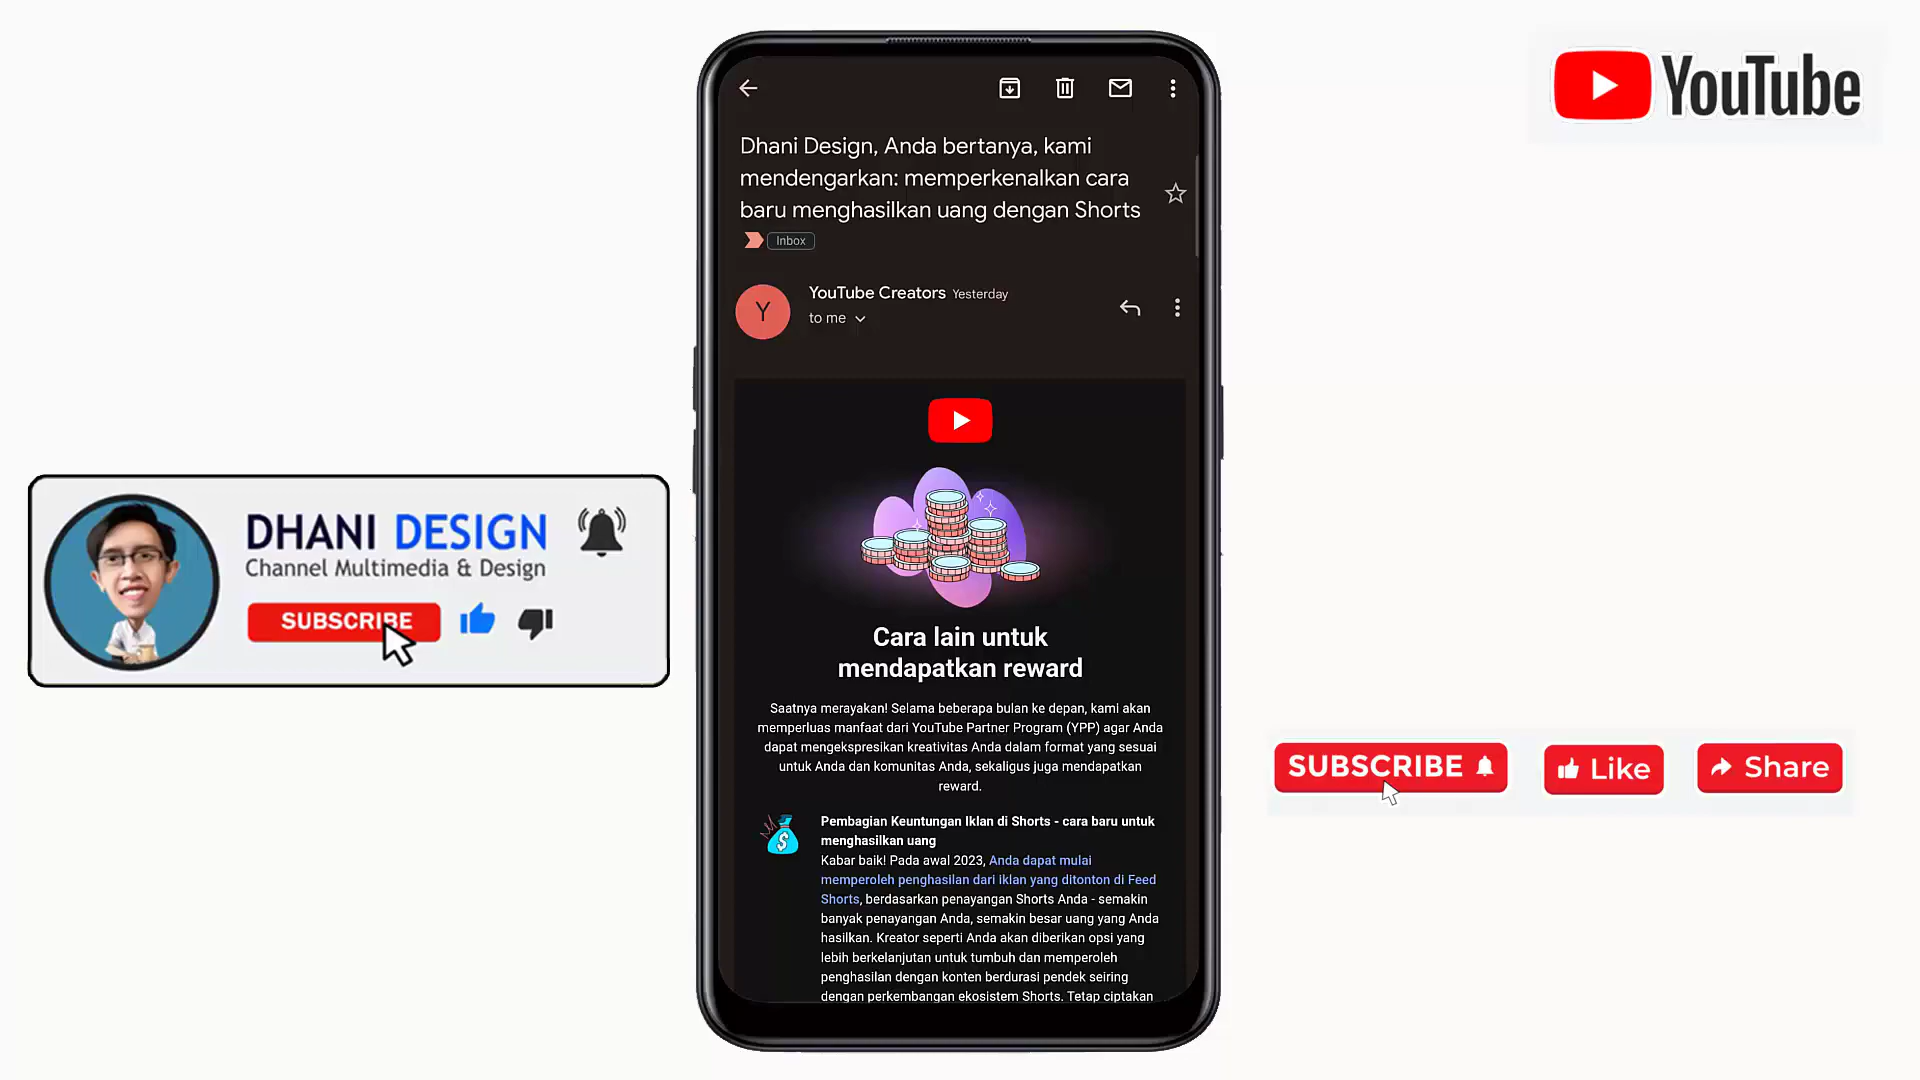 YouTube
Dhani Design, Anda bertanya, kami
mendengarkan: memperkenalkan cara
baru menghasilkan uang dengan Shorts
Inbox
Y
YouTube Creators Yesterday
to me
Cara lain untuk
mendapatkan reward
Saatnya merayakan! Selama beberapa bulan ke depan, kami akan
memperluas manfaat dari YouTube Partner Program (YPP) agar Anda
dapat mengekspresikan kreativitas Anda dalam format yang sesuai
untuk Anda dan komunitas Anda, sekaligus juga mendapatkan
reward.
Pembagian Keuntungan Iklan di Shorts - cara baru untuk
menghasilkan uang
Kabar baik! Pada awal 2023, Anda dapat mulai
memperoleh penghasilan dari iklan yang ditonton di Feed
Shorts, berdasarkan penayangan Shorts Anda - semakin
banyak penayangan Anda, semakin besar uang yang Anda
hasilkan. Kreator seperti Anda akan diberikan opsi yang
lebih berkelanjutan untuk tumbuh dan memperoleh
penghasilan dengan konten berdurasi pendek seiring
dengan perkembangan ekosistem Shorts. Tetap ciptakan
DHANI DESIGN
Channel Multimedia & Design
SUBSCRIBE
SUBSCRIBE
Like
Share